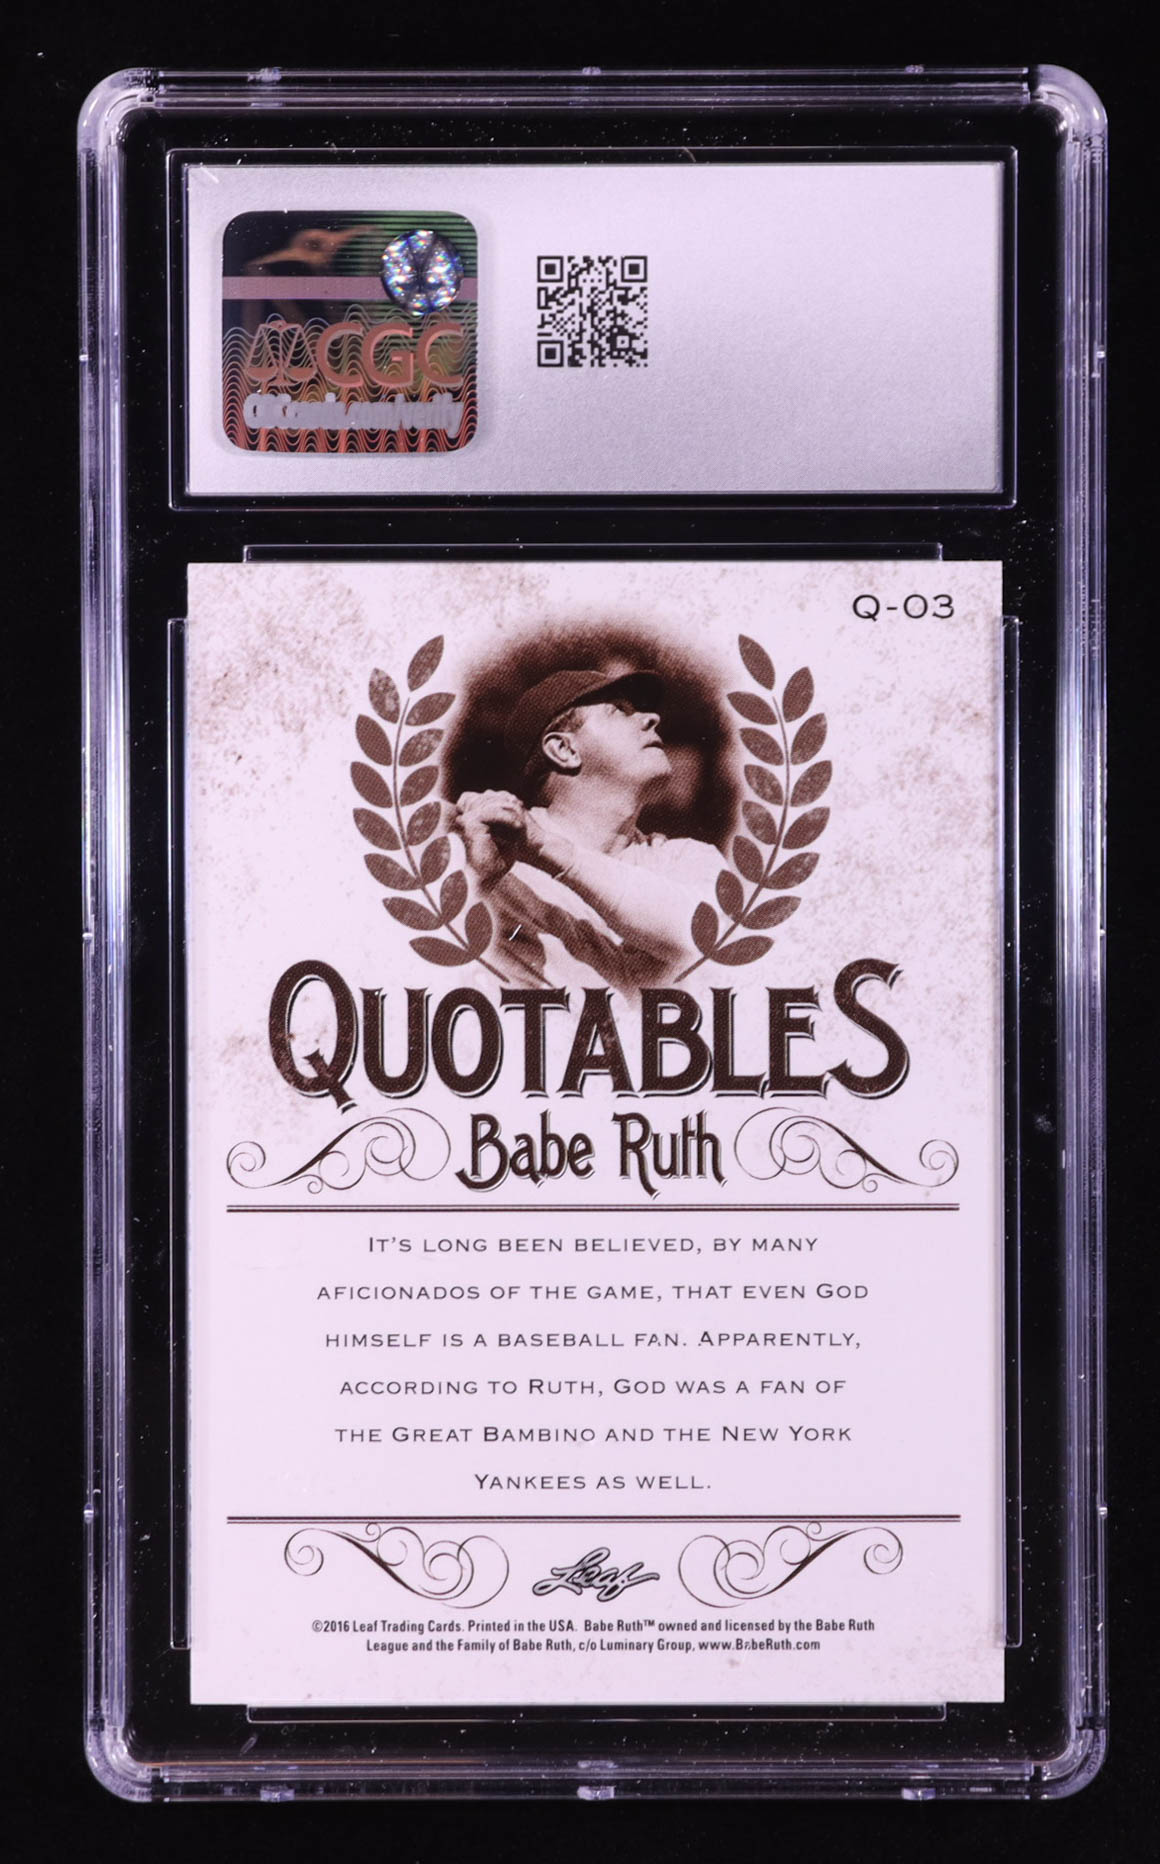 CGC
Q-03
QUOTABLES
Babe Ruth
IT'S LONG BEEN BELIEVED, BY MANY
AFICIONADOS OF THE GAME, THAT EVEN GOD
HIMSELF IS A BASEBALL FAN. APPARENTLY,
ACCORDING TO RUTH, GOD WAS A FAN OF
THE GREAT BAMBINO AND THE NEW YORK
YANKEES AS WELL.
Leaf
©2016 Leaf Trading Cards. Printed in the USA. Babe Ruth™ owned and licensed by the Babe Ruth
League and the Family of Babe Ruth, c/o Luminary Group, www.BabeRuth.com